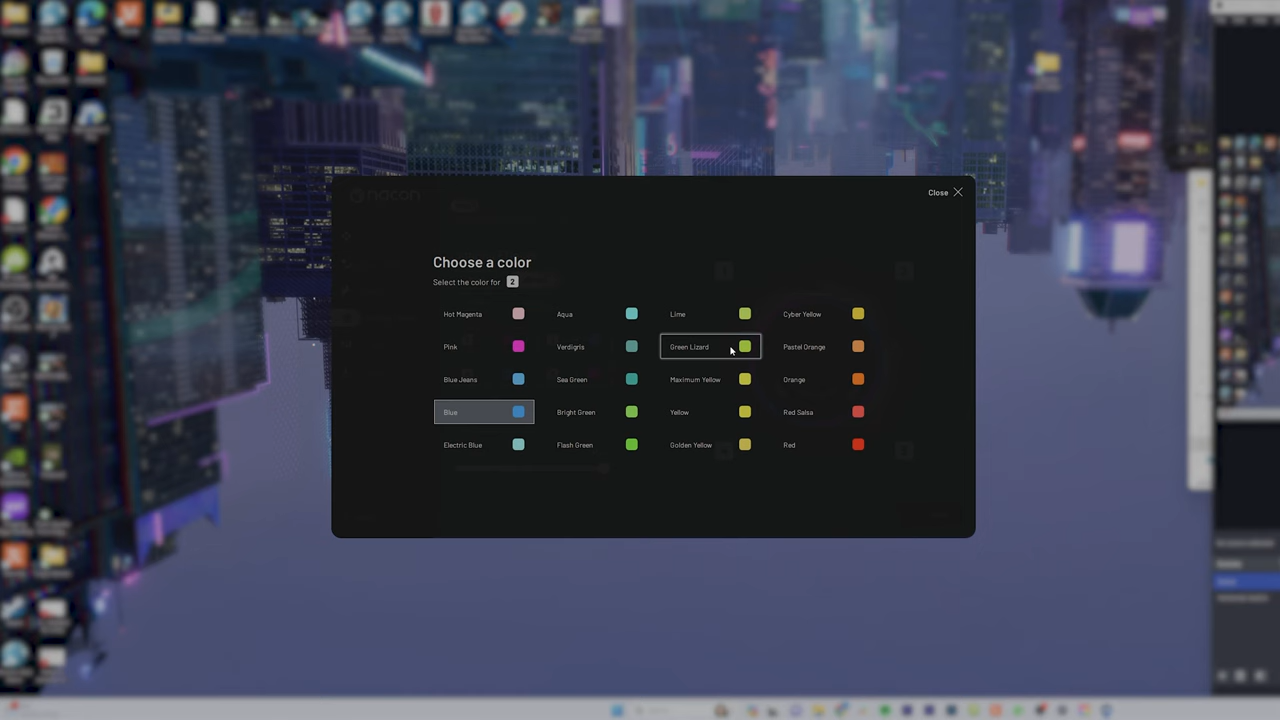 nacon
Close
Choose a color
Select the color for 2
Hot Magenta Aqua Lime Cyber Yellow
Pink Verdigris Green Lizard Pastel Orange
Blue Jeans Sea Green Maximum Yellow Orange
Blue Bright Green Yellow Red Salsa
Electric Blue Flash Green Golden Yellow Red